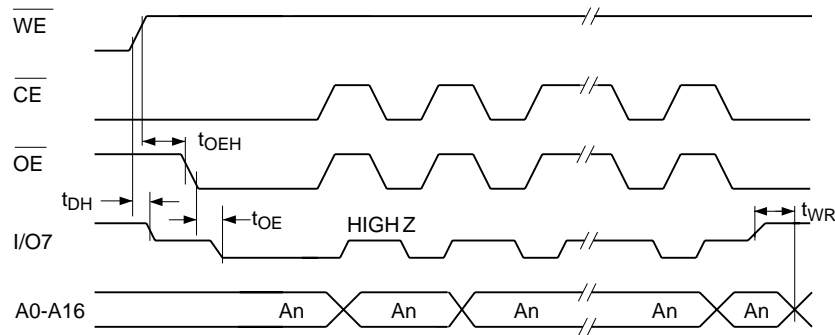 WE
CE
tOEH
OE
tDH
tOE
HIGH Z
tWR
I/O7
A0-A16
An An An An An